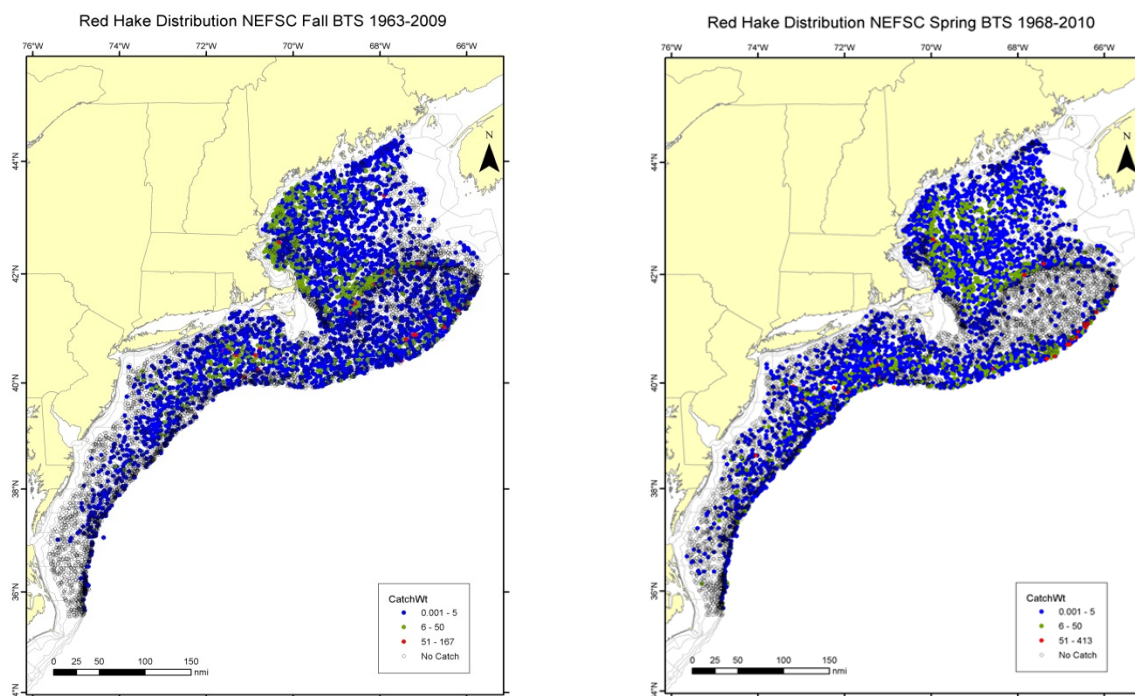 Red Hake Distribution NEFSC Fall BTS 1963-2009
76°W 74°W 72°W 70°W 68°W 66°W
44°N
42°N
40°N
38°N
36°N
4°N
N
CatchWt
0.001 - 5
6 - 50
51 - 167
No Catch
0 25 50 100 150
nmi
Red Hake Distribution NEFSC Spring BTS 1968-2010
76°W 74°W 72°W 70°W 68°W 66°W
44°N
42°N
40°N
38°N
36°N
4°N
N
CatchWt
0.001 - 5
6 - 50
51 - 413
No Catch
0 25 50 100 150
nmi